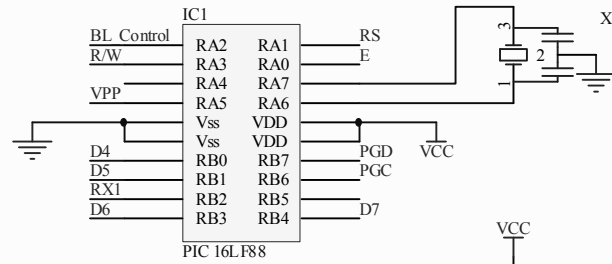 IC1
X
BL_Control RA2 RA1 RS
R/W RA3 RA0 E
RA4 RA7
VPP RA5 RA6
Vss VDD
Vss VDD
VCC
D4 RB0 RB7 PGD
D5 RB1 RB6 PGC
RX1 RB2 RB5
D6 RB3 RB4 D7
PIC 16LF88
3
2
1
VCC